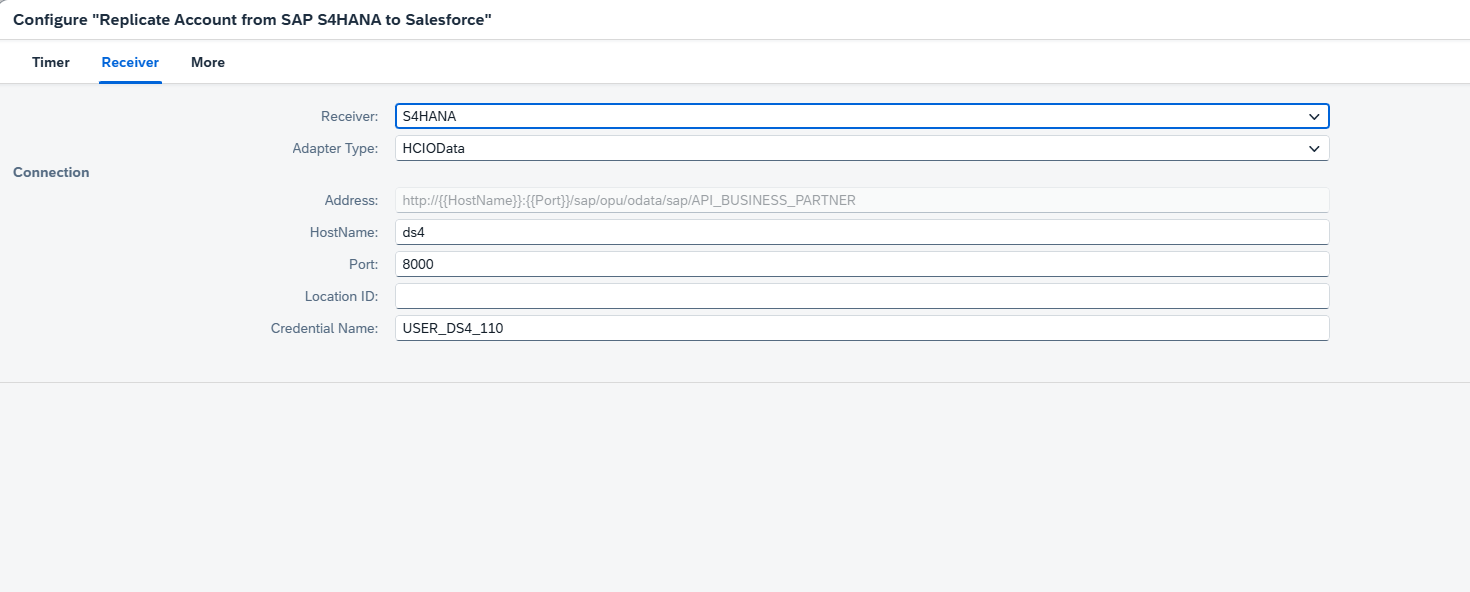 Configure "Replicate Account from SAP S4HANA to Salesforce"
Timer Receiver More
Receiver: S4HANA
Adapter Type: HCIOData
Connection
Address: http://{{HostName}}:{{Port}}/sap/opu/odata/sap/API_BUSINESS_PARTNER
HostName: ds4
Port: 8000
Location ID:
Credential Name: USER_DS4_110